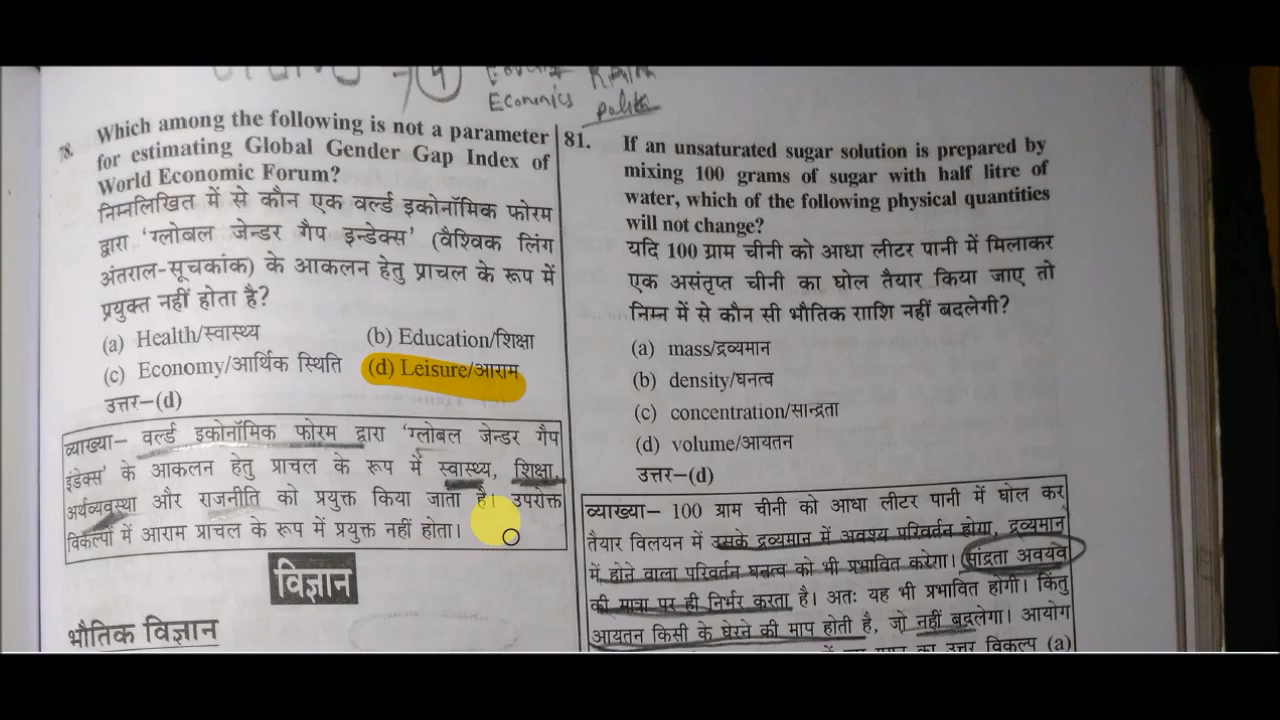 Economics
78. Which among the following is not a parameter
for estimating Global Gender Gap Index of
World Economic Forum?
निम्नलिखित में से कौन एक वर्ल्ड इकोनॉमिक फोरम
द्वारा 'ग्लोबल जेन्डर गैप इन्डेक्स' (वैश्विक लिंग
अंतराल-सूचकांक) के आकलन हेतु प्राचल के रूप में
प्रयुक्त नहीं होता है?
(a) Health/स्वास्थ्य (b) Education/शिक्षा
(c) Economy/आर्थिक स्थिति (d) Leisure/आराम
उत्तर–(d)
व्याख्या– वर्ल्ड इकोनॉमिक फोरम द्वारा 'ग्लोबल जेन्डर गैप
इंडेक्स' के आकलन हेतु प्राचल के रूप में स्वास्थ्य, शिक्षा,
अर्थव्यवस्था और राजनीति को प्रयुक्त किया जाता है। उपरोक्त
विकल्पों में आराम प्राचल के रूप में प्रयुक्त नहीं होता।
विज्ञान
भौतिक विज्ञान
81. If an unsaturated sugar solution is prepared by
mixing 100 grams of sugar with half litre of
water, which of the following physical quantities
will not change?
यदि 100 ग्राम चीनी को आधा लीटर पानी में मिलाकर
एक असंतृप्त चीनी का घोल तैयार किया जाए तो
निम्न में से कौन सी भौतिक राशि नहीं बदलेगी?
(a) mass/द्रव्यमान
(b) density/घनत्व
(c) concentration/सान्द्रता
(d) volume/आयतन
उत्तर–(d)
व्याख्या– 100 ग्राम चीनी को आधा लीटर पानी में घोल कर
तैयार विलयन में उसके द्रव्यमान में अवश्य परिवर्तन होगा, द्रव्यमान
में होने वाला परिवर्तन घनत्व को भी प्रभावित करेगा। सांद्रता अवयवे
की मात्रा पर ही निर्भर करता है। अतः यह भी प्रभावित होगी। किंतु
आयतन किसी के घेरने की माप होती है, जो नहीं बदलेगा। आयोग
का उत्तर विकल्प (a)